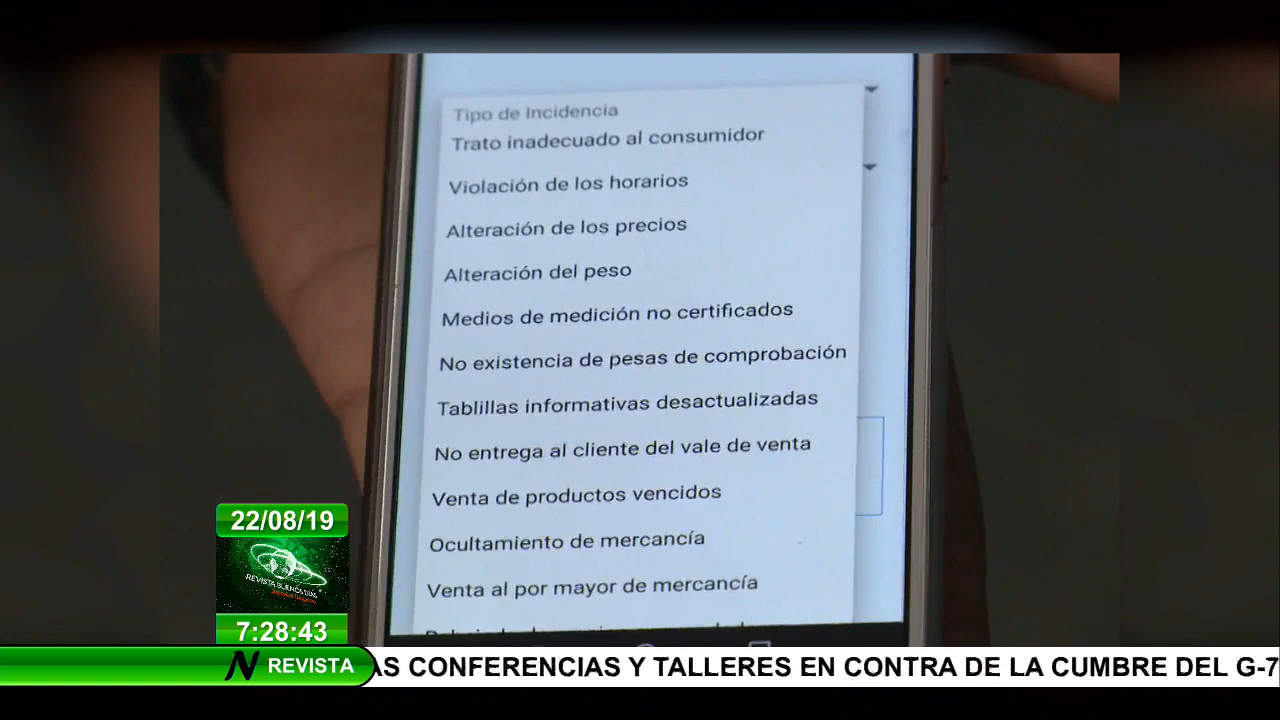 Tipo de Incidencia
Trato inadecuado al consumidor
Violación de los horarios
Alteración de los precios
Alteración del peso
Medios de medición no certificados
No existencia de pesas de comprobación
Tablillas informativas desactualizadas
No entrega al cliente del vale de venta
Venta de productos vencidos
Ocultamiento de mercancía
Venta al por mayor de mercancía
22/08/19
REVISTA BUENOS DÍAS
7:28:43
REVISTA
AS CONFERENCIAS Y TALLERES EN CONTRA DE LA CUMBRE DEL G-7